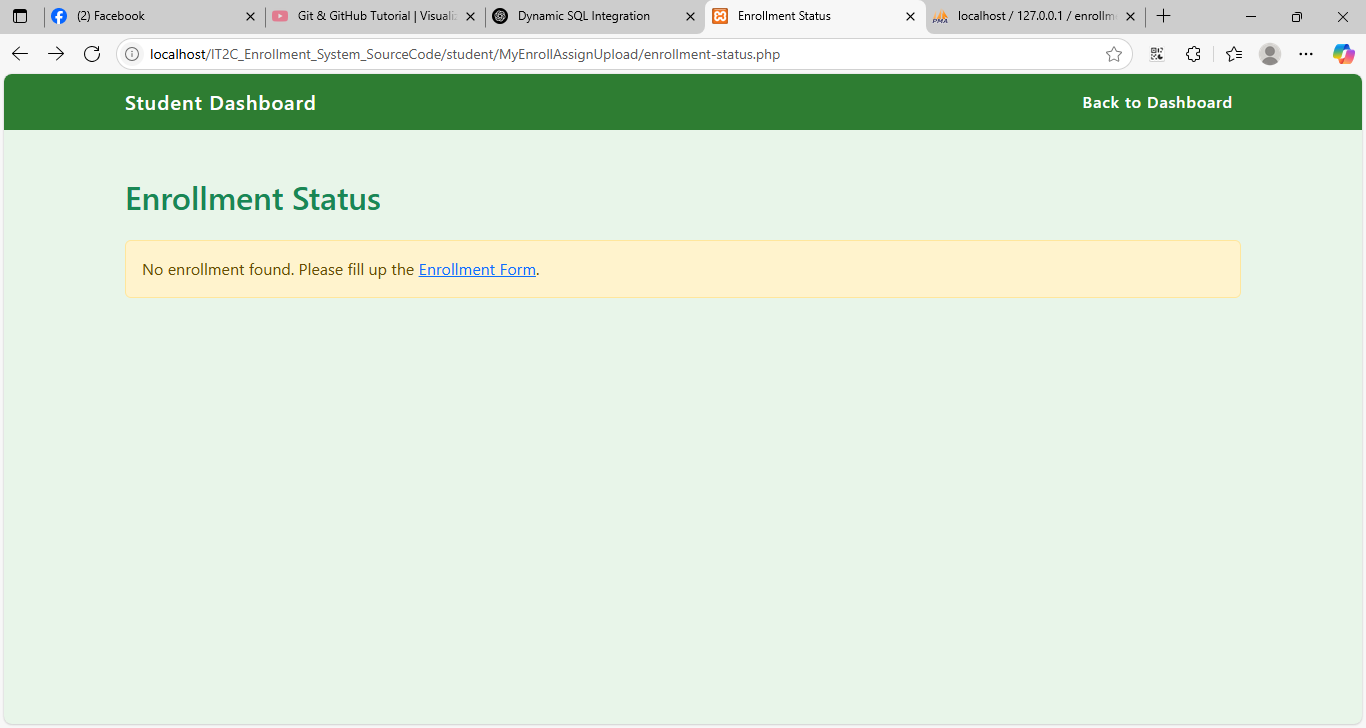 (2) Facebook
Git & GitHub Tutorial | Visuali
Dynamic SQL Integration
Enrollment Status
localhost / 127.0.0.1 / enrollm
localhost/IT2C_Enrollment_System_SourceCode/student/MyEnrollAssignUpload/enrollment-status.php
Student Dashboard
Back to Dashboard
Enrollment Status
No enrollment found. Please fill up the Enrollment Form.